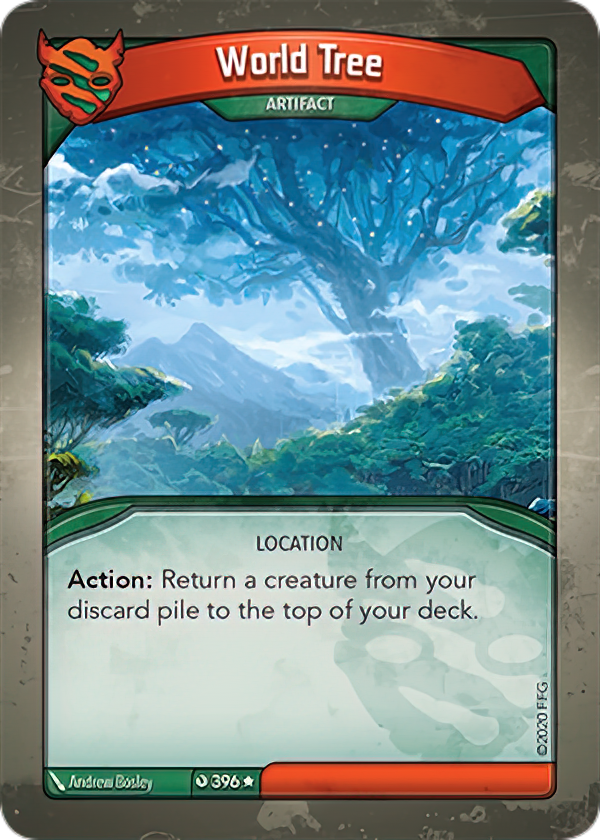 World Tree
ARTIFACT
LOCATION
Action: Return a creature from your
discard pile to the top of your deck.
©2020 FFG
Andrew Bosley
396